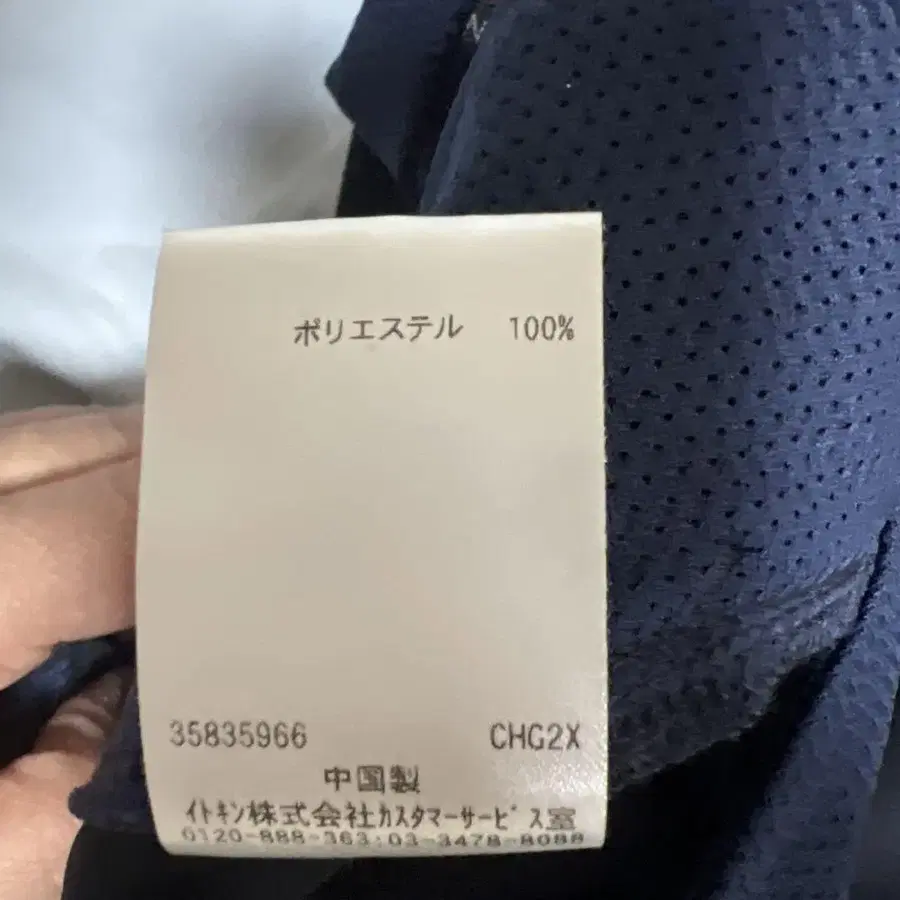 ポリエステル 100%
35835966 CHG2X
中国製
ｲﾄｷﾝ株式会社ｶｽﾀﾏｰｻｰﾋﾞｽ室
0120-888-363:03-3478-8088